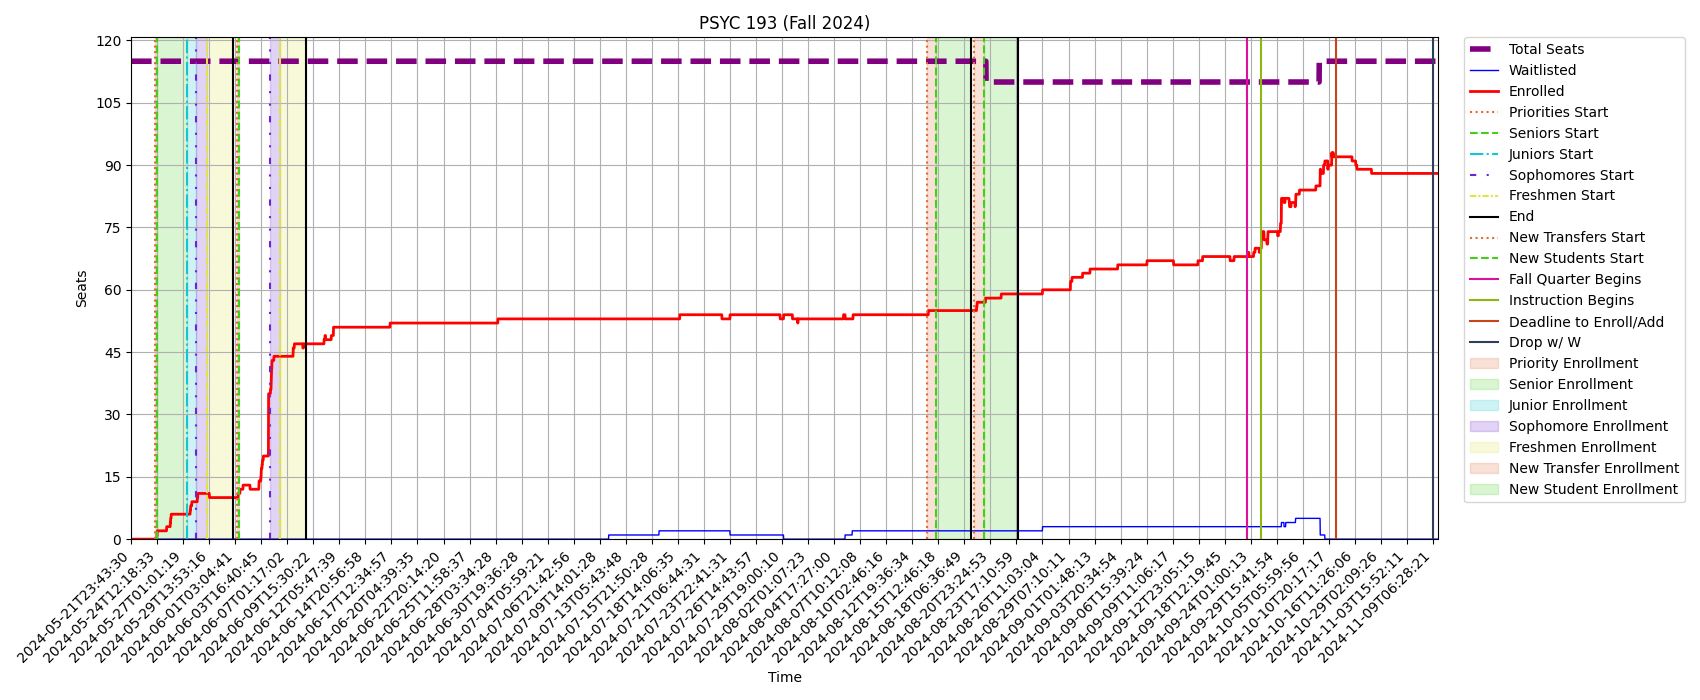 PSYC 193 (Fall 2024)
120
105
90
75
60
45
30
15
0
Seats
2024-05-21T23:43:30
2024-05-24T12:18:33
2024-05-27T01:01:19
2024-05-29T13:53:16
2024-06-01T03:04:41
2024-06-03T16:40:45
2024-06-07T01:17:02
2024-06-09T15:30:22
2024-06-12T05:47:39
2024-06-14T20:56:58
2024-06-17T12:34:57
2024-06-22T04:39:35
2024-06-22T20:14:20
2024-06-25T11:58:37
2024-06-28T03:34:28
2024-06-30T19:36:28
2024-07-04T05:59:21
2024-07-06T21:42:56
2024-07-09T14:01:28
2024-07-13T05:43:48
2024-07-15T21:50:28
2024-07-18T14:06:35
2024-07-21T06:44:31
2024-07-23T22:41:31
2024-07-26T14:43:57
2024-07-29T19:00:10
2024-08-02T01:07:23
2024-08-04T17:27:00
2024-08-07T10:12:08
2024-08-10T02:46:16
2024-08-12T19:36:34
2024-08-15T12:46:18
2024-08-18T06:36:49
2024-08-20T23:24:53
2024-08-23T17:10:59
2024-08-26T11:03:04
2024-08-29T07:10:11
2024-09-01T01:48:13
2024-09-03T20:34:54
2024-09-06T15:39:24
2024-09-09T11:06:17
2024-09-12T23:05:15
2024-09-18T12:19:45
2024-09-24T01:00:13
2024-09-29T15:41:54
2024-10-05T05:59:56
2024-10-10T20:17:17
2024-10-16T11:26:06
2024-10-29T02:09:26
2024-11-03T15:52:11
2024-11-09T06:28:21
Time
Total Seats
Waitlisted
Enrolled
Priorities Start
Seniors Start
Juniors Start
Sophomores Start
Freshmen Start
End
New Transfers Start
New Students Start
Fall Quarter Begins
Instruction Begins
Deadline to Enroll/Add
Drop w/ W
Priority Enrollment
Senior Enrollment
Junior Enrollment
Sophomore Enrollment
Freshmen Enrollment
New Transfer Enrollment
New Student Enrollment